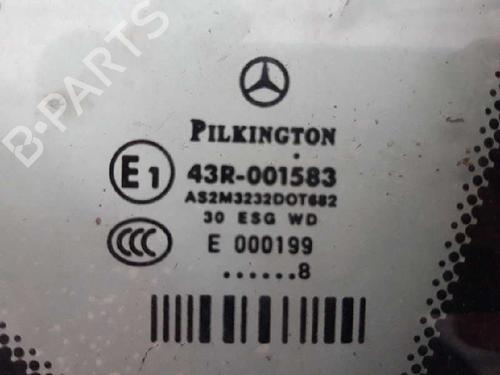 PILKINGTON
E1 43R-001583
AS2M3232DOT682
30 ESG WD
CCC E 000199
......8
B-PARTS